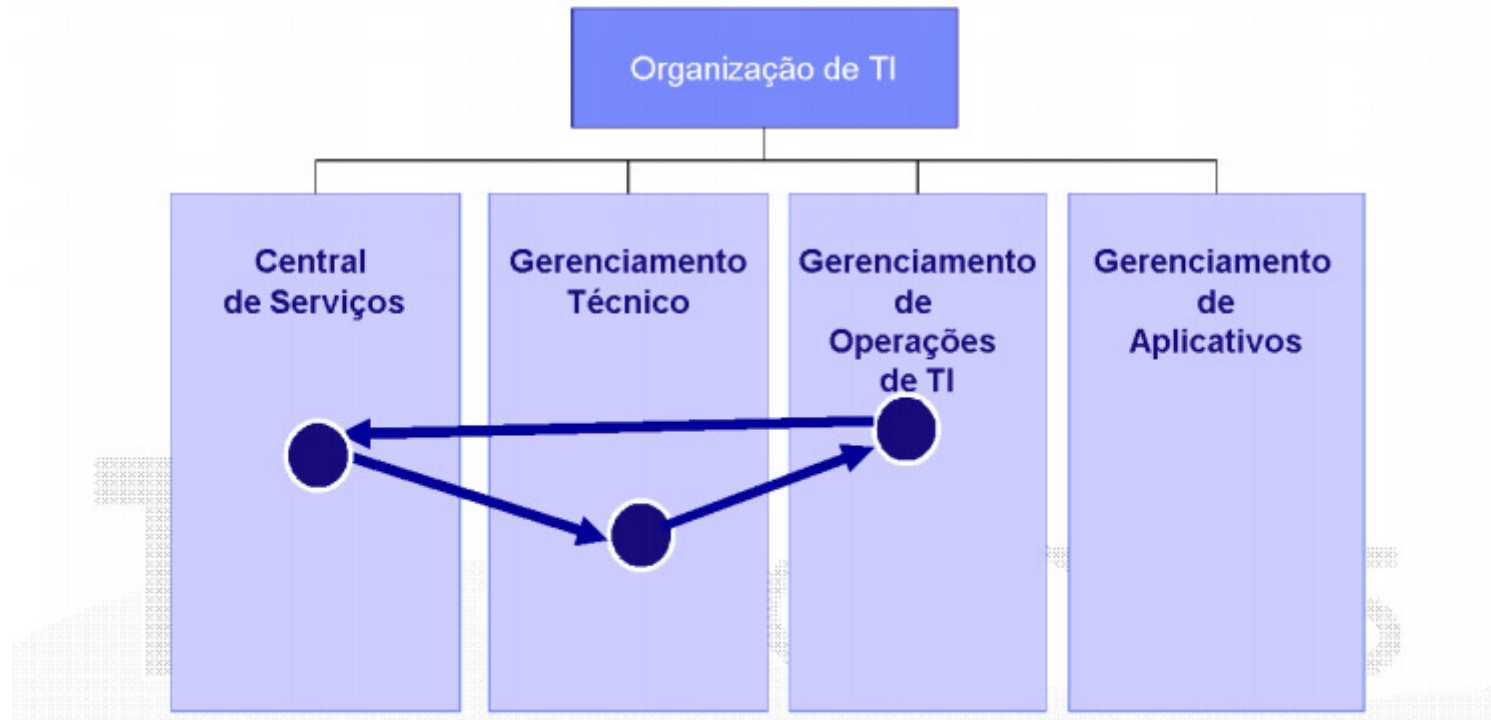 Organização de TI
Central
de Serviços
Gerenciamento
Técnico
Gerenciamento
de
Operações
de TI
Gerenciamento
de
Aplicativos